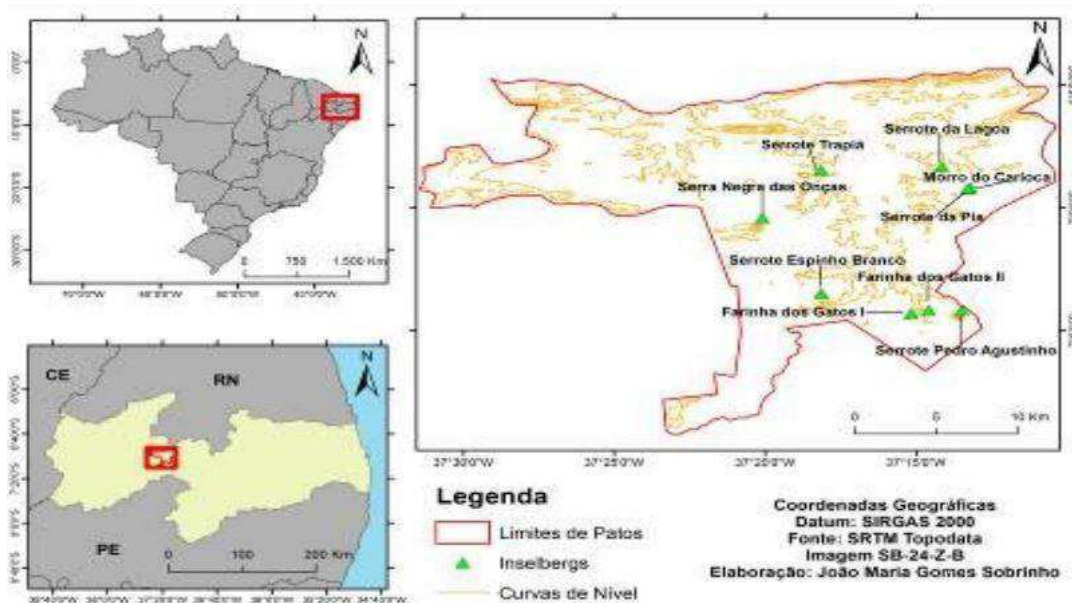 N
0 750 1.500 Km
N
CE
RN
PE
0 100 200 Km
N
Serrote da Lagoa
Serrote Trapiá
Morro do Carioca
Serra Negra das Onças
Serrote da Pia
Serrote Espinho Branco
Farinha dos Gatos II
Farinha dos Gatos I
Serrote Pedro Agustinho
0 5 10 Km
37°30'0"W 37°25'0"W 37°20'0"W 37°15'0"W
Legenda
Limites de Patos
Inselbergs
Curvas de Nível
Coordenadas Geográficas
Datum: SIRGAS 2000
Fonte: SRTM Topodata
Imagem SB-24-Z-B
Elaboração: João Maria Gomes Sobrinho